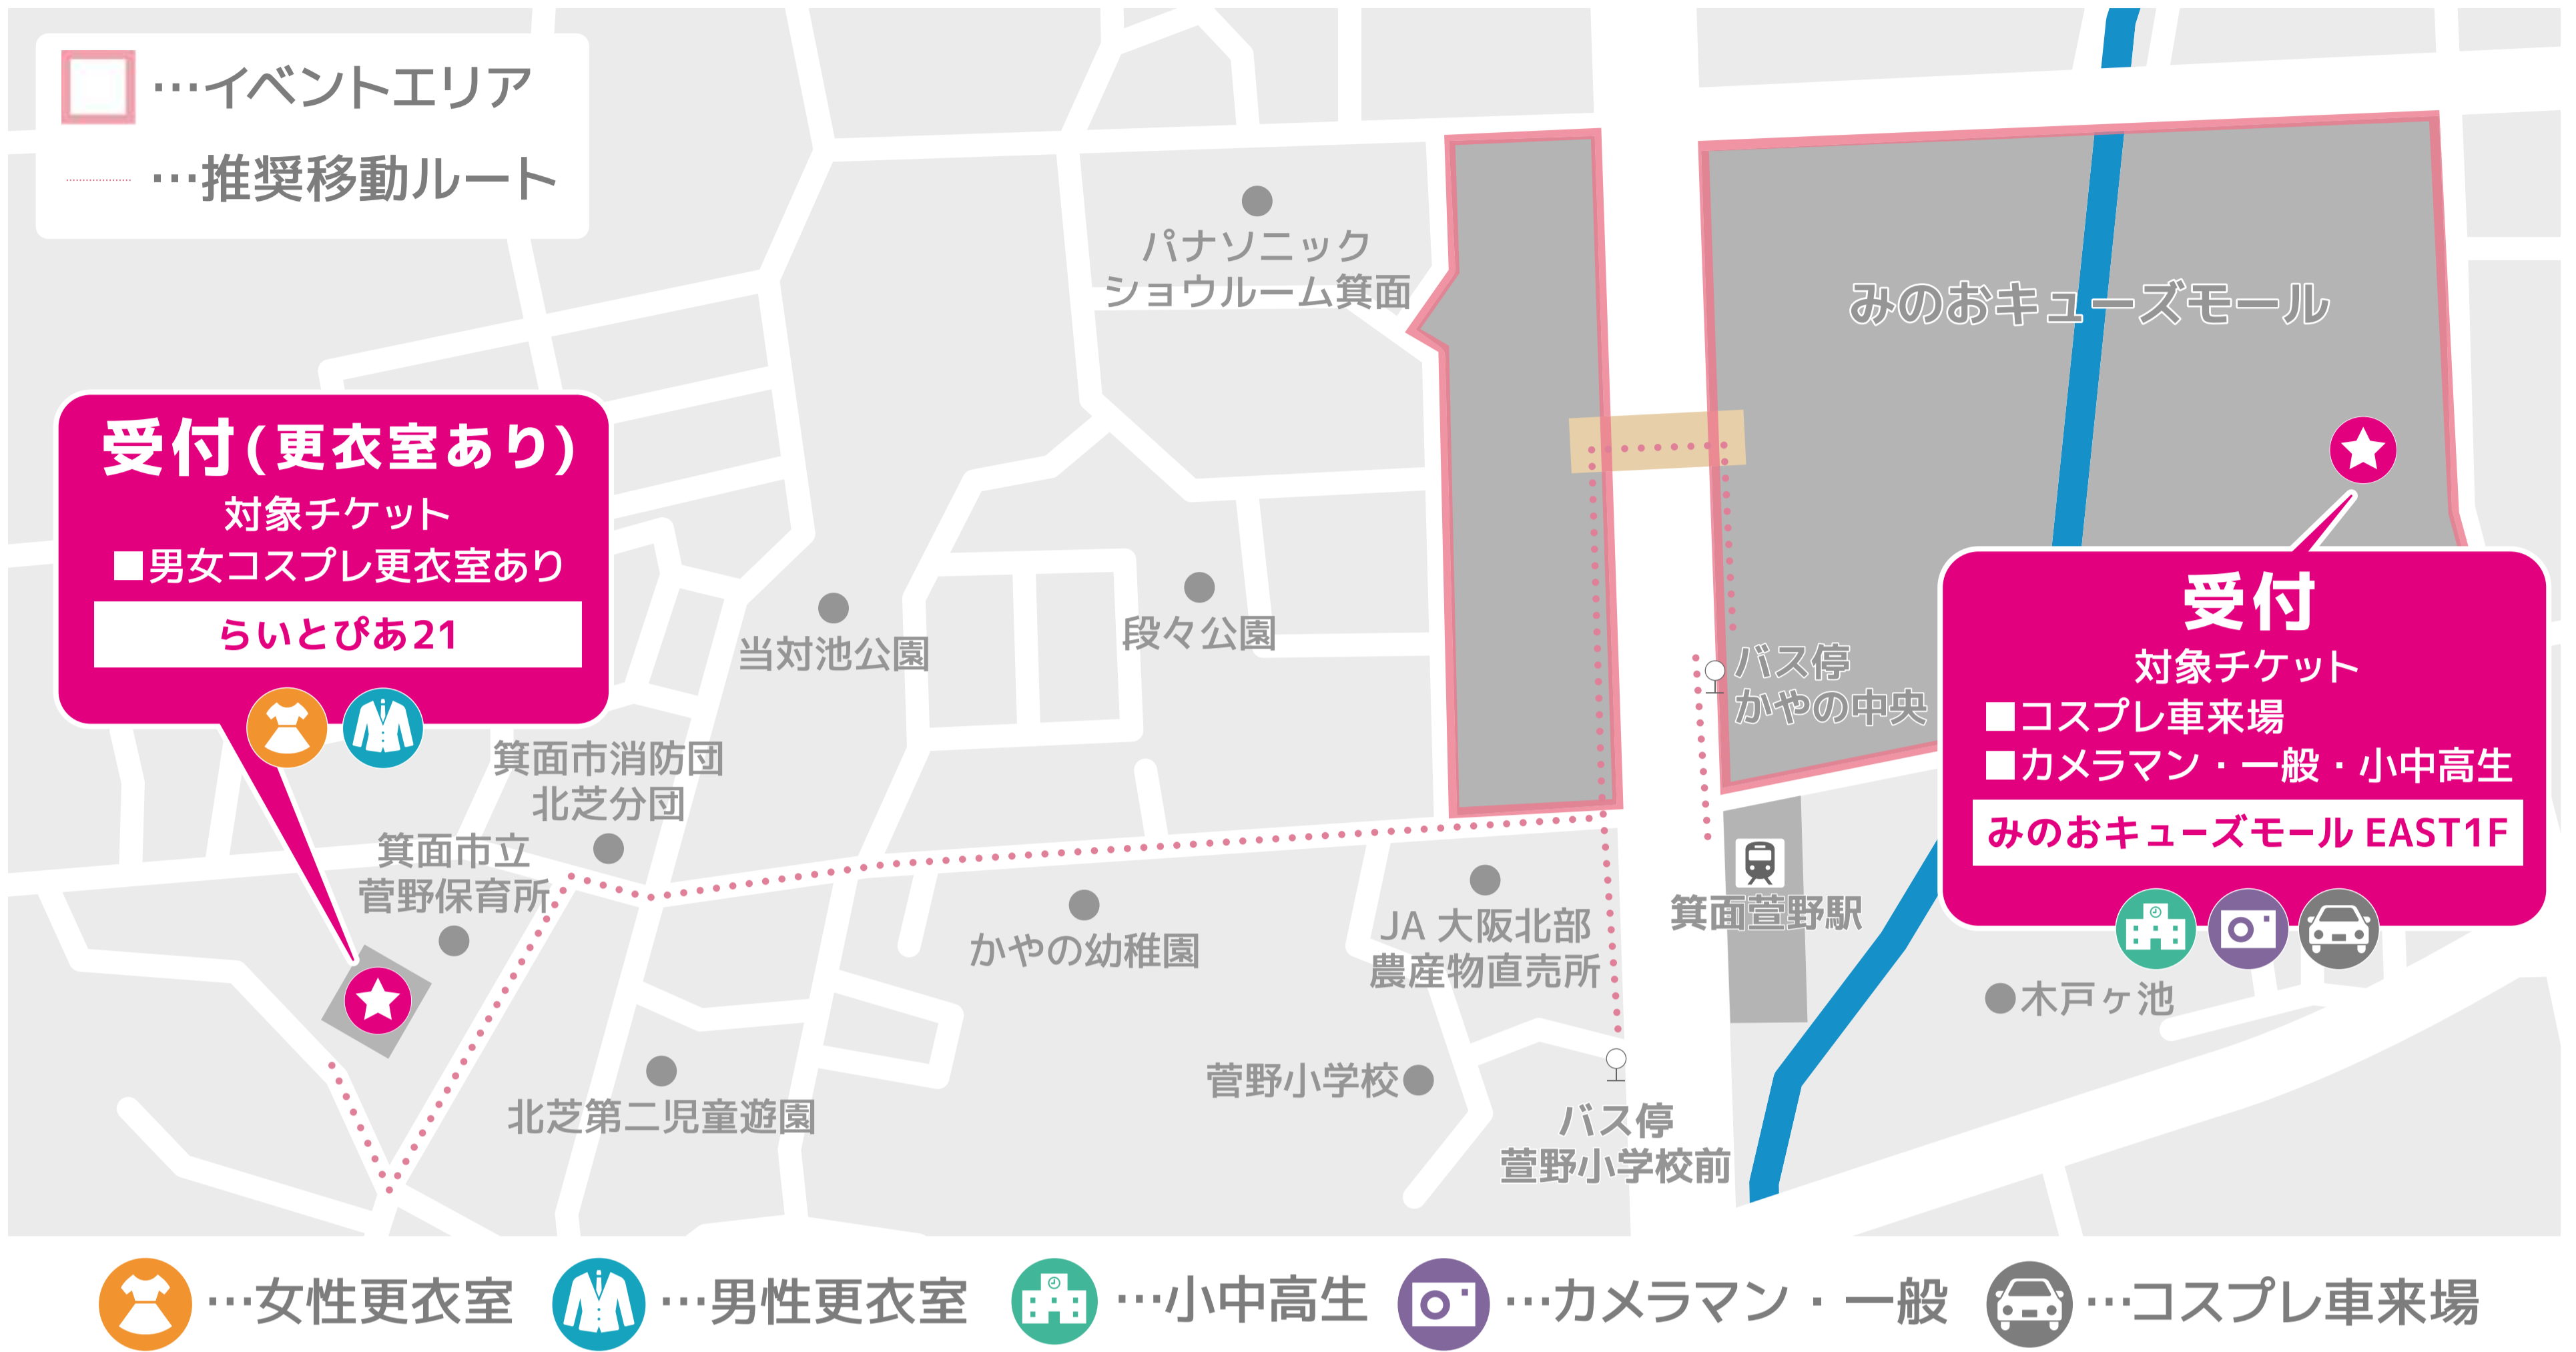 …イベントエリア
…推奨移動ルート
パナソニック
ショウルーム箕面
みのおキューズモール
受付(更衣室あり)
対象チケット
■男女コスプレ更衣室あり
らいとぴあ21
当対池公園
段々公園
バス停
かやの中央
受付
対象チケット
■コスプレ車来場
■カメラマン・一般・小中高生
みのおキューズモール EAST1F
箕面市消防団
北芝分団
箕面市立
萱野保育所
かやの幼稚園
JA 大阪北部
農産物直売所
箕面萱野駅
木戸ヶ池
北芝第二児童遊園
萱野小学校
バス停
萱野小学校前
…女性更衣室
…男性更衣室
…小中高生
…カメラマン・一般
…コスプレ車来場